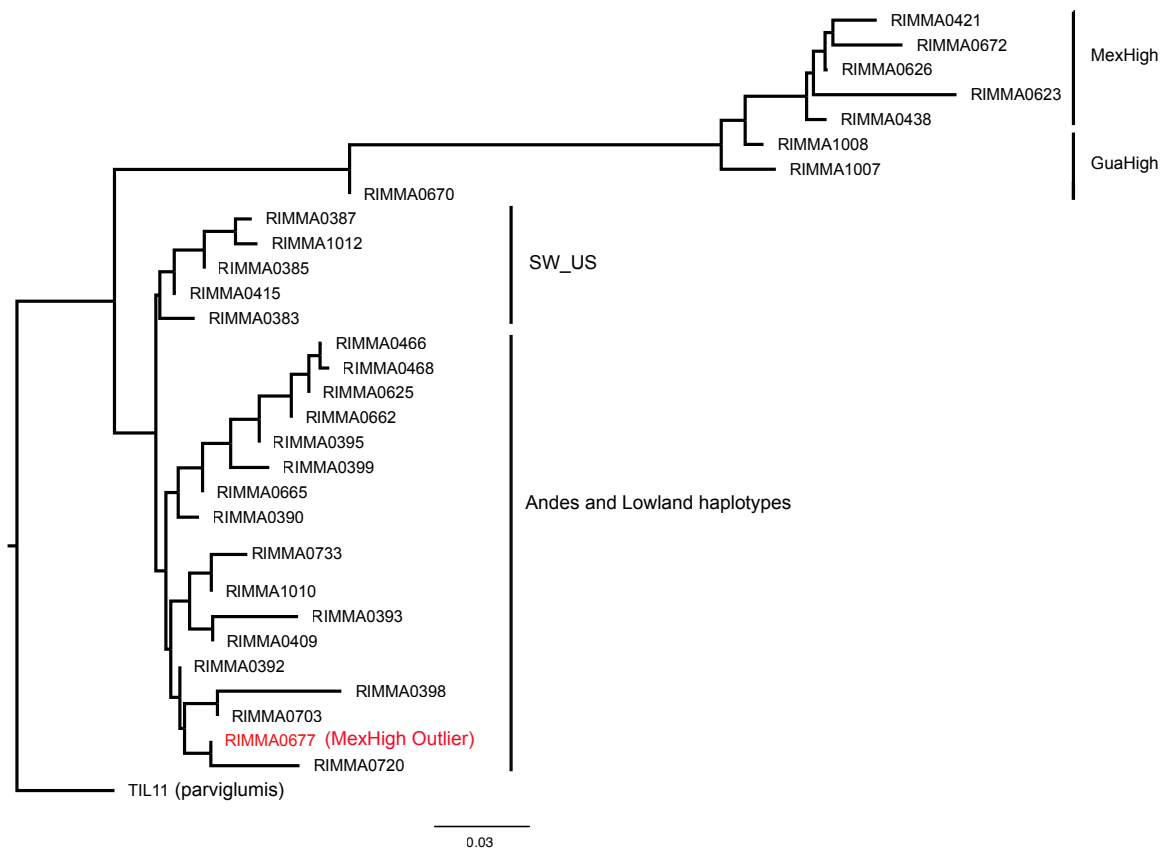 RIMMA0421
RIMMA0672
MexHigh
RIMMA0626
RIMMA0623
RIMMA0438
RIMMA1008
GuaHigh
RIMMA1007
RIMMA0670
RIMMA0387
RIMMA1012
SW_US
RIMMA0385
RIMMA0415
RIMMA0383
RIMMA0466
RIMMA0468
RIMMA0625
RIMMA0662
RIMMA0395
RIMMA0399
RIMMA0665
Andes and Lowland haplotypes
RIMMA0390
RIMMA0733
RIMMA1010
RIMMA0393
RIMMA0409
RIMMA0392
RIMMA0398
RIMMA0703
RIMMA0677 (MexHigh Outlier)
RIMMA0720
TIL11 (parviglumis)
0.03